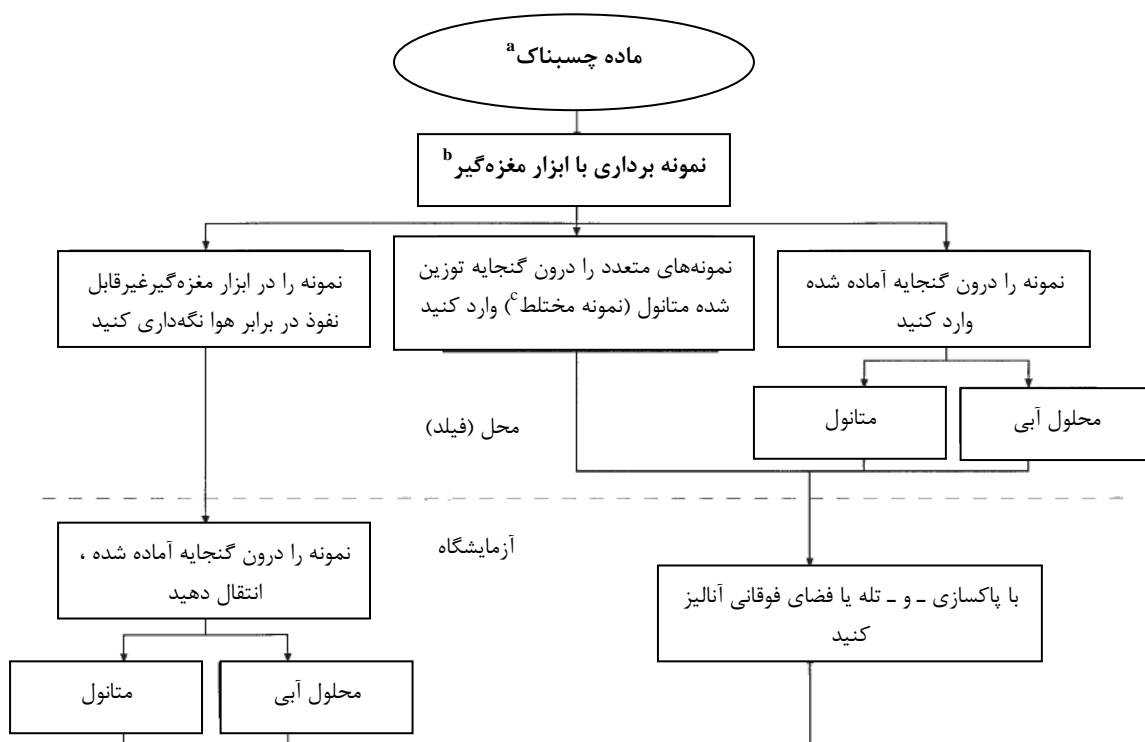 ماده چسبناک a
نمونه برداری با ابزار مغزه‌گیر b
نمونه را درون گنجایه آماده شده
وارد کنید
نمونه‌های متعدد را درون گنجایه توزین
شده متانول (نمونه مختلط c) وارد کنید
نمونه را در ابزار مغزه‌گیرغیرقابل
نفوذ در برابر هوا نگه‌داری کنید
محلول آبی
متانول
محل (فیلد)
آزمایشگاه
نمونه را درون گنجایه آماده شده ،
انتقال دهید
با پاکسازی ـ و ـ تله یا فضای فوقانی آنالیز
کنید
محلول آبی
متانول